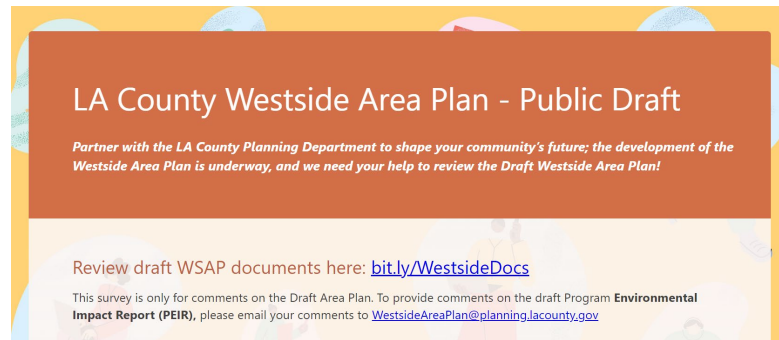 LA County Westside Area Plan - Public Draft
Partner with the LA County Planning Department to shape your community's future; the development of the
Westside Area Plan is underway, and we need your help to review the Draft Westside Area Plan!
Review draft WSAP documents here: bit.ly/WestsideDocs
This survey is only for comments on the Draft Area Plan. To provide comments on the draft Program Environmental
Impact Report (PEIR), please email your comments to WestsideAreaPlan@planning.lacounty.gov